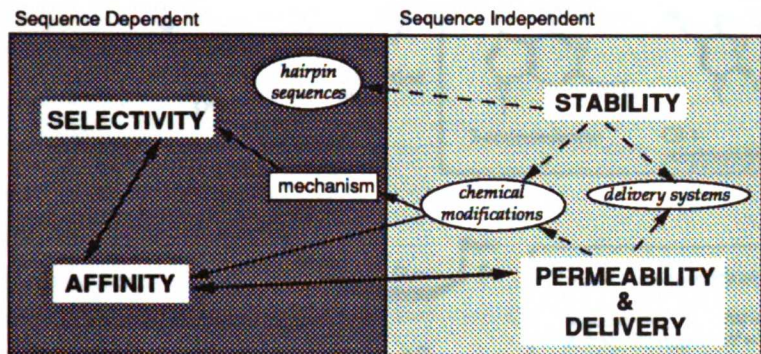 Sequence Dependent
Sequence Independent
hairpin
sequences
STABILITY
SELECTIVITY
mechanism
chemical
modifications
delivery systems
AFFINITY
PERMEABILITY
&
DELIVERY